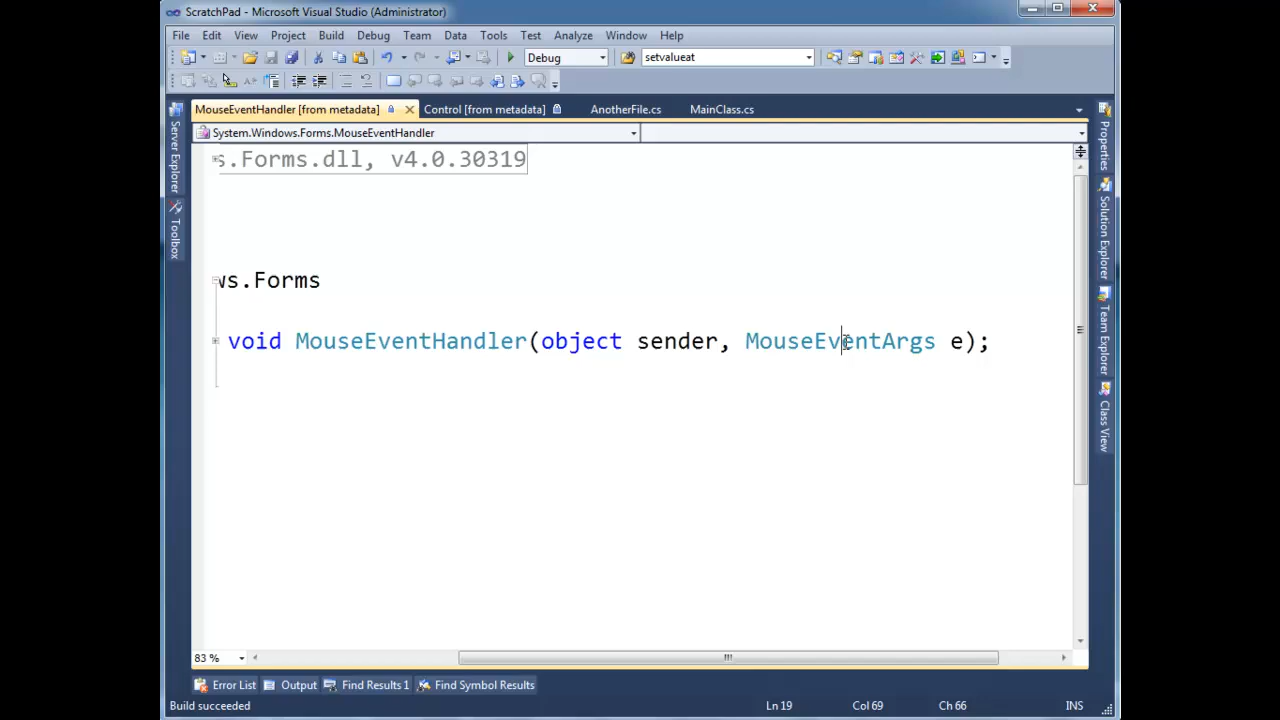 ScratchPad - Microsoft Visual Studio (Administrator)
File Edit View Project Build Debug Team Data Tools Test Analyze Window Help
Debug setvalueat
MouseEventHandler [from metadata] Control [from metadata] AnotherFile.cs MainClass.cs
System.Windows.Forms.MouseEventHandler
s.Forms.dll, v4.0.30319
ws.Forms
void MouseEventHandler(object sender, MouseEventArgs e);
Server Explorer
Toolbox
Properties
Solution Explorer
Team Explorer
Class View
83 %
Error List Output Find Results 1 Find Symbol Results
Build succeeded Ln 19 Col 69 Ch 66 INS